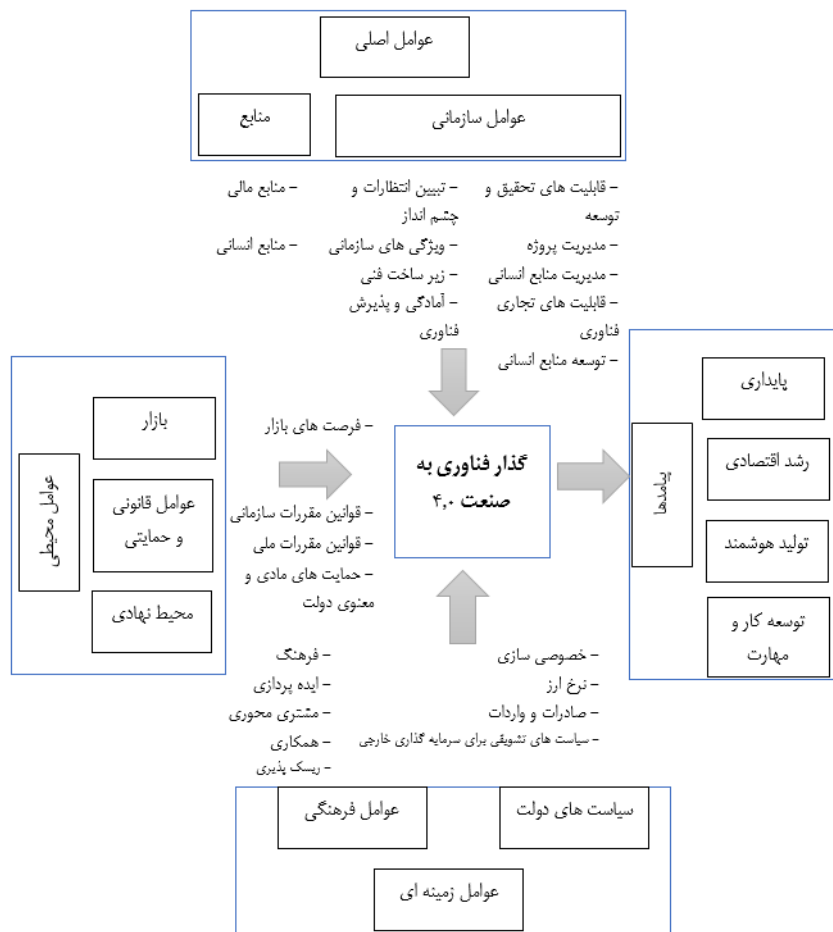 عوامل اصلی
عوامل سازمانی
منابع
- قابلیت های تحقیق و
توسعه
- مدیریت پروژه
- مدیریت منابع انسانی
- قابلیت های تجاری
فناوری
- توسعه منابع انسانی
- تبیین انتظارات و
چشم انداز
- ویژگی های سازمانی
- زیر ساخت فنی
- آمادگی و پذیرش
فناوری
- منابع مالی
- منابع انسانی
پیامدها
پایداری
رشد اقتصادی
تولید هوشمند
توسعه کار و
مهارت
گذار فناوری به
صنعت ۴,۰
- فرصت های بازار
- قوانین مقررات سازمانی
- قوانین مقررات ملی
- حمایت های مادی و
معنوی دولت
بازار
عوامل قانونی
و حمایتی
محیط نهادی
عوامل محیطی
- خصوصی سازی
- نرخ ارز
- صادرات و واردات
- سیاست های تشویقی برای سرمایه گذاری خارجی
- فرهنگ
- ایده پردازی
- مشتری محوری
- همکاری
- ریسک پذیری
سیاست های دولت
عوامل فرهنگی
عوامل زمینه ای